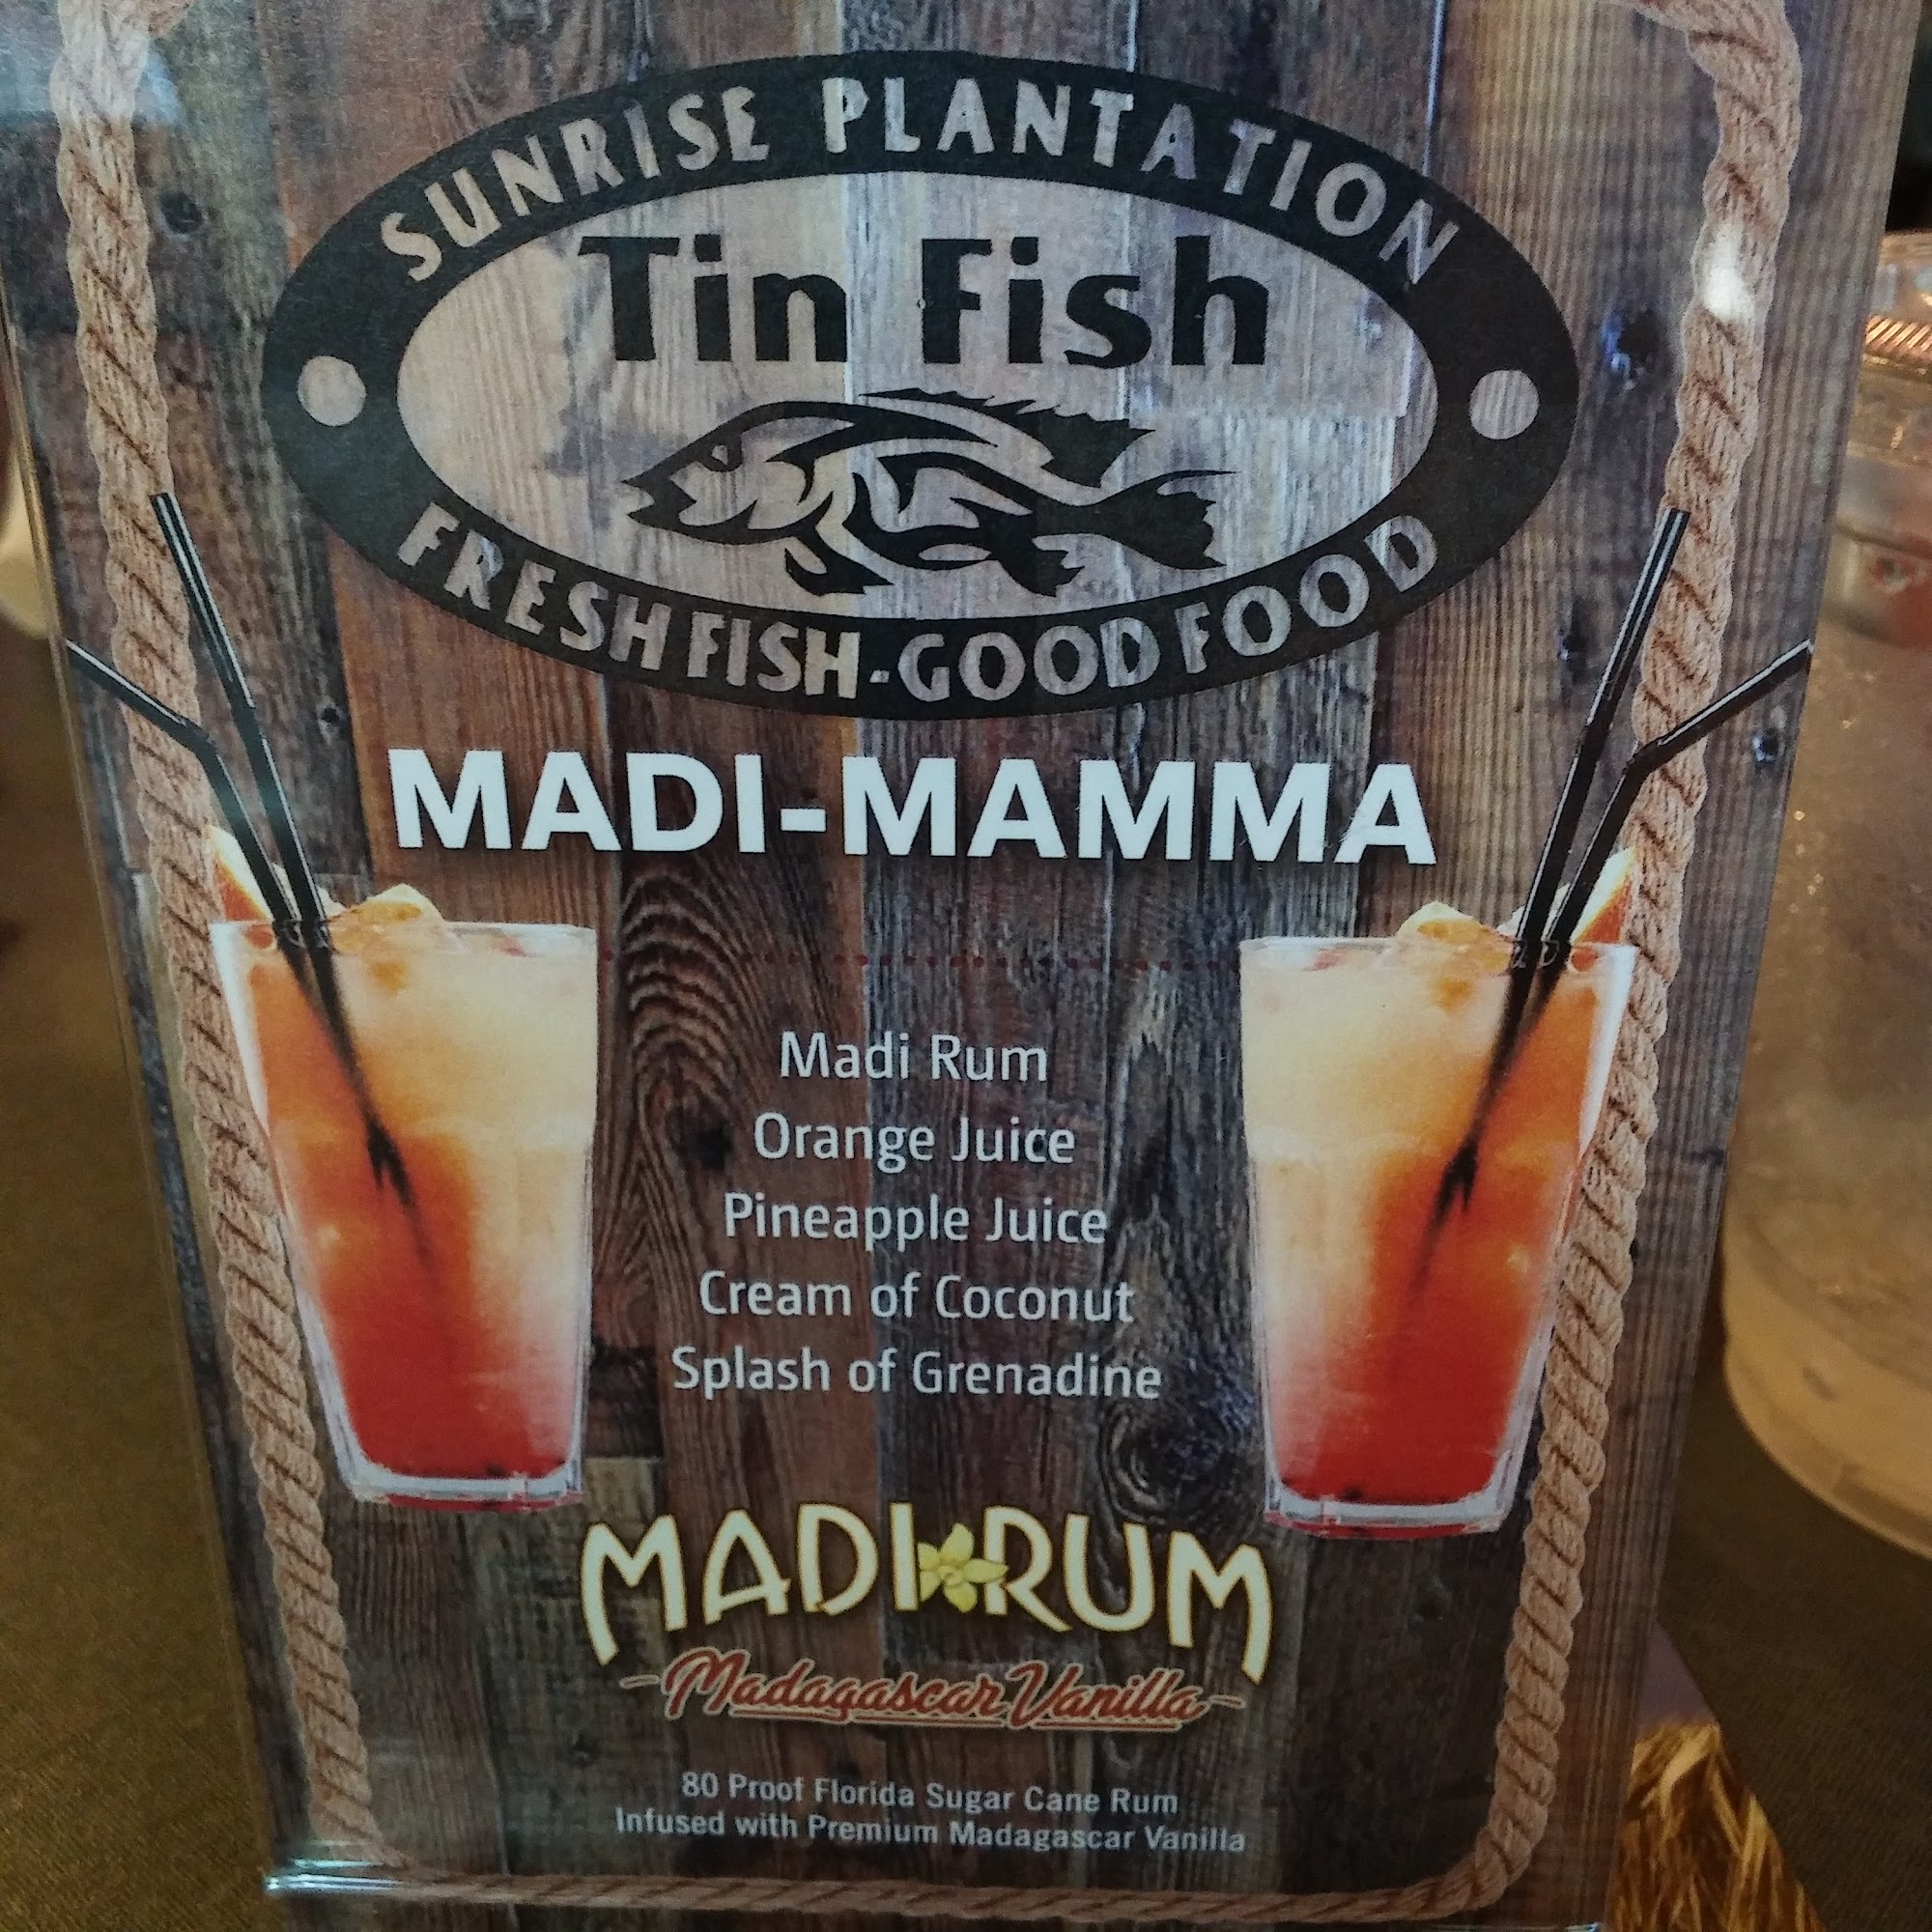 SUNRISE PLANTATION
Tin Fish
FRESH FISH-GOOD FOOD
MADI-MAMMA
Madi Rum
Orange Juice
Pineapple Juice
Cream of Coconut
Splash of Grenadine
MADI RUM
Madagascar Vanilla
80 Proof Florida Sugar Cane Rum
Infused with Premium Madagascar Vanilla